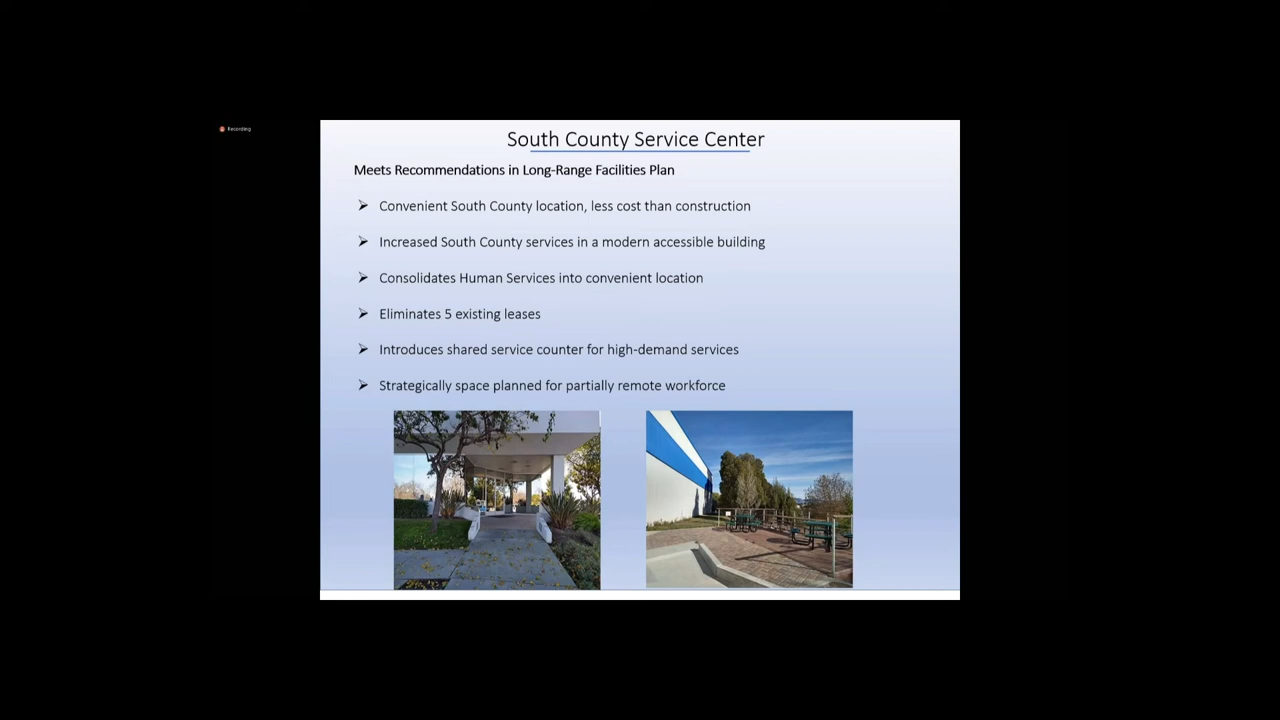 Recording
South County Service Center
Meets Recommendations in Long-Range Facilities Plan
Convenient South County location, less cost than construction
Increased South County services in a modern accessible building
Consolidates Human Services into convenient location
Eliminates 5 existing leases
Introduces shared service counter for high-demand services
Strategically space planned for partially remote workforce